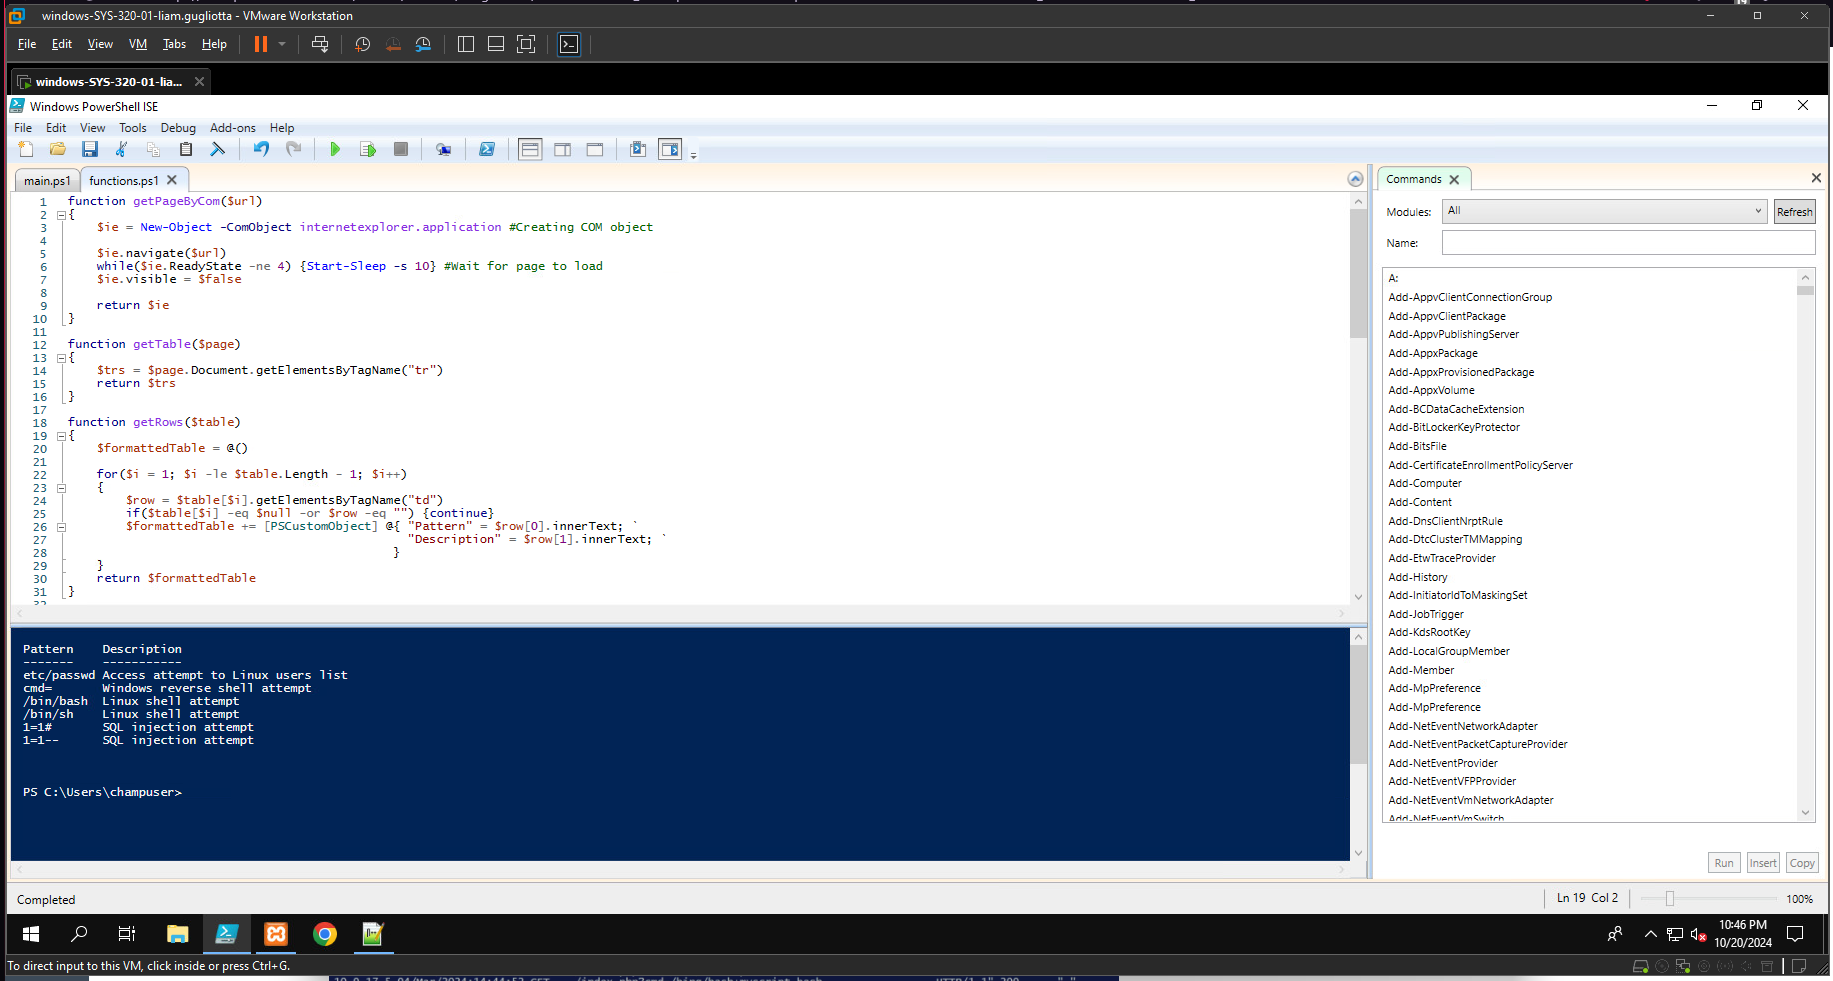 windows-SYS-320-01-liam.gugliotta - VMware Workstation
File Edit View VM Tabs Help
windows-SYS-320-01-lia...
Windows PowerShell ISE
File Edit View Tools Debug Add-ons Help
main.ps1 functions.ps1
1 function getPageByCom($url)
2 {
3 $ie = New-Object -ComObject internetexplorer.application #Creating COM object
4
5 $ie.navigate($url)
6 while($ie.ReadyState -ne 4) {Start-Sleep -s 10} #Wait for page to load
7 $ie.visible = $false
8
9 return $ie
10 }
11
12 function getTable($page)
13 {
14 $trs = $page.Document.getElementsByTagName("tr")
15 return $trs
16 }
17
18 function getRows($table)
19 {
20 $formattedTable = @()
21
22 for($i = 1; $i -le $table.Length - 1; $i++)
23 {
24 $row = $table[$i].getElementsByTagName("td")
25 if($table[$i] -eq $null -or $row -eq "") {continue}
26 $formattedTable += [PSCustomObject] @{ "Pattern" = $row[0].innerText; `
27 "Description" = $row[1].innerText; `
28 }
29 }
30 return $formattedTable
31 }
32
Pattern Description
------- -----------
etc/passwd Access attempt to Linux users list
cmd= Windows reverse shell attempt
/bin/bash Linux shell attempt
/bin/sh Linux shell attempt
1=1# SQL injection attempt
1=1-- SQL injection attempt
PS C:\Users\champuser>
Commands
Modules: All Refresh
Name:
A:
Add-AppvClientConnectionGroup
Add-AppvClientPackage
Add-AppvPublishingServer
Add-AppxPackage
Add-AppxProvisionedPackage
Add-AppxVolume
Add-BCDataCacheExtension
Add-BitLockerKeyProtector
Add-BitsFile
Add-CertificateEnrollmentPolicyServer
Add-Computer
Add-Content
Add-DnsClientNrptRule
Add-DtcClusterTMMapping
Add-EtwTraceProvider
Add-History
Add-InitiatorIdToMaskingSet
Add-JobTrigger
Add-KdsRootKey
Add-LocalGroupMember
Add-Member
Add-MpPreference
Add-MpPreference
Add-NetEventNetworkAdapter
Add-NetEventPacketCaptureProvider
Add-NetEventProvider
Add-NetEventVFPProvider
Add-NetEventVmNetworkAdapter
Add-NetEventVmSwitch
Run Insert Copy
Completed
Ln 19 Col 2
100%
10:46 PM
10/20/2024
To direct input to this VM, click inside or press Ctrl+G.